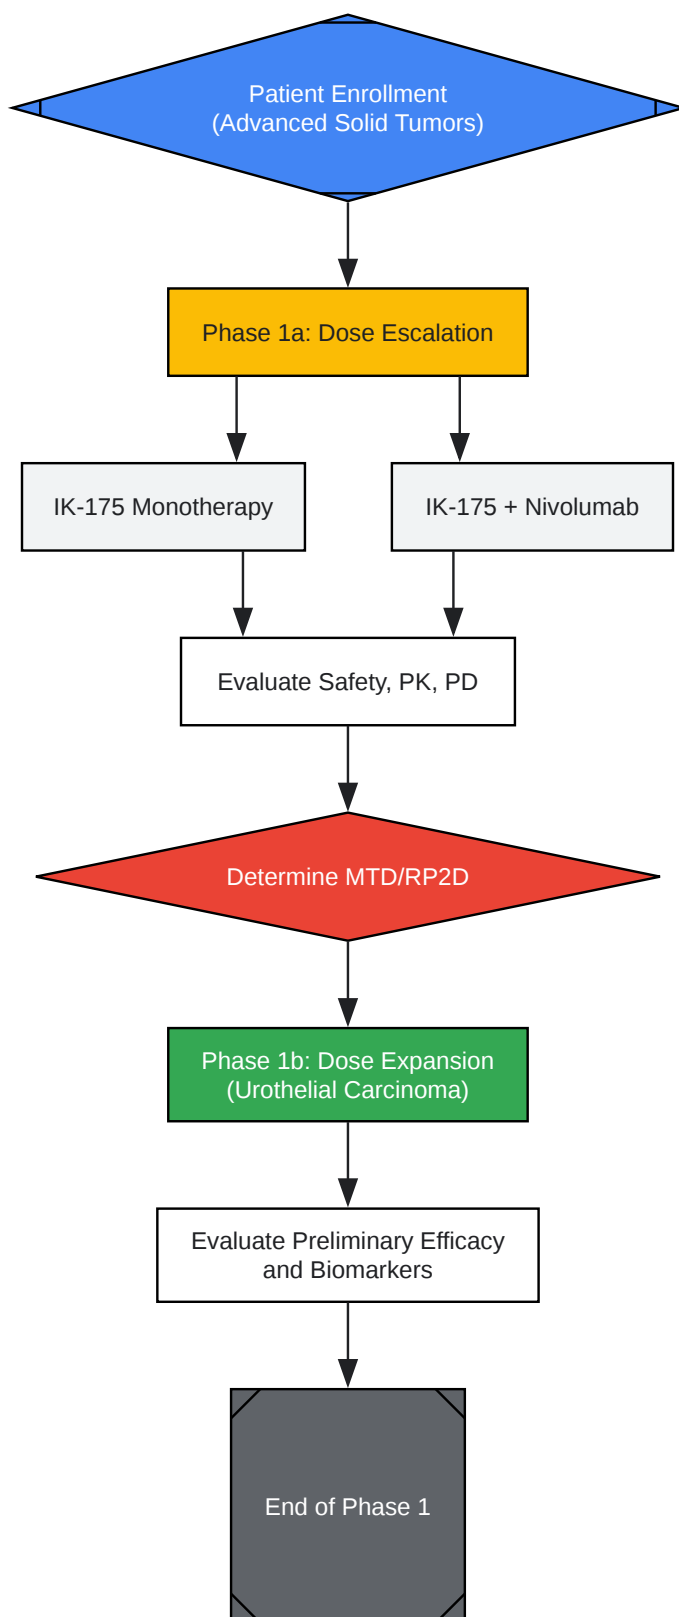 Patient Enrollment
(Advanced Solid Tumors)
Phase 1a: Dose Escalation
IK-175 Monotherapy
IK-175 + Nivolumab
Evaluate Safety, PK, PD
Determine MTD/RP2D
Phase 1b: Dose Expansion
(Urothelial Carcinoma)
Evaluate Preliminary Efficacy
and Biomarkers
End of Phase 1